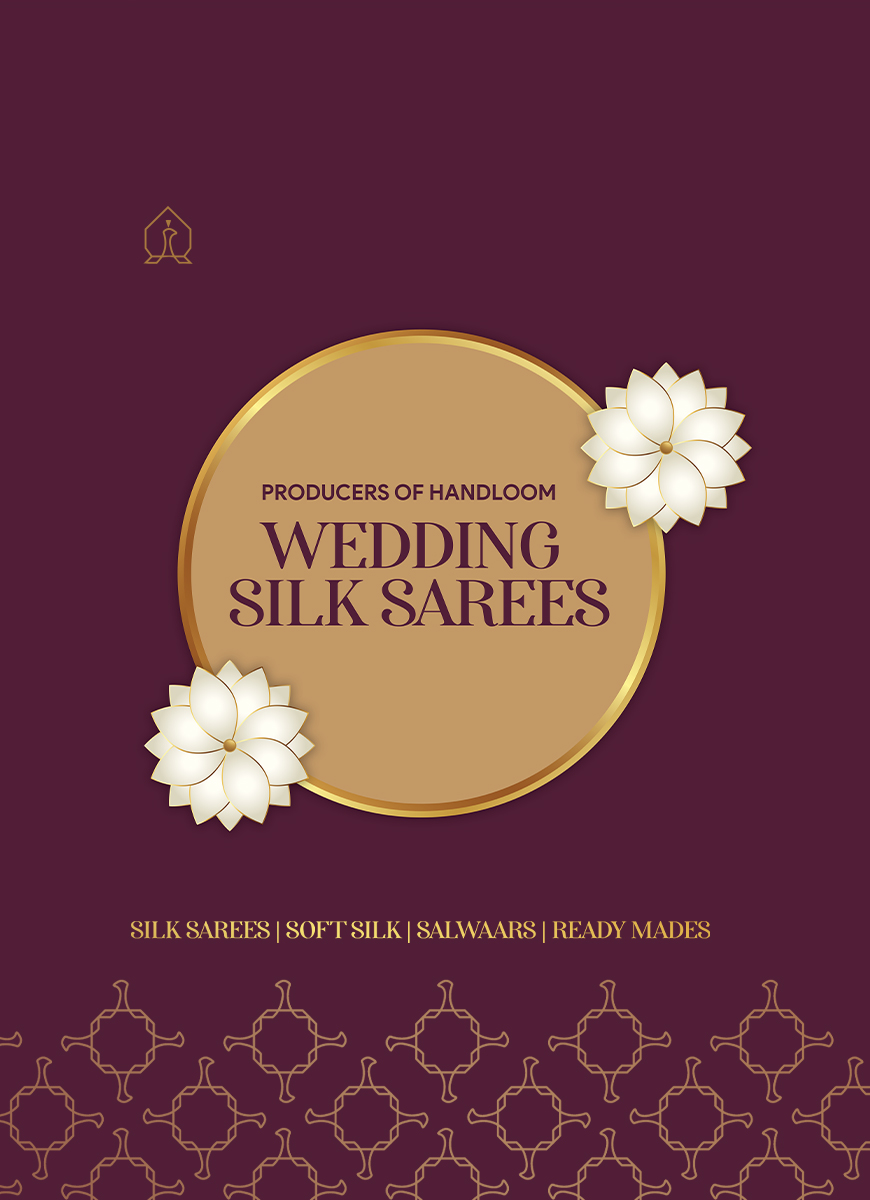 PRODUCERS OF HANDLOOM
WEDDING
SILK SAREES
SILK SAREES | SOFT SILK | SALWAARS | READY MADES